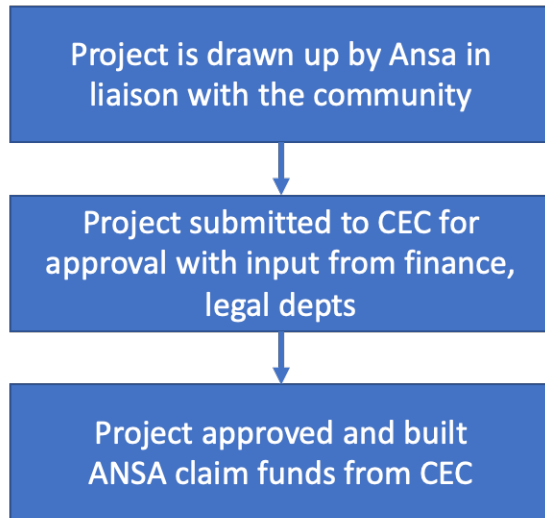 Project is drawn up by Ansa in
liaison with the community
Project submitted to CEC for
approval with input from finance,
legal depts
Project approved and built
ANSA claim funds from CEC